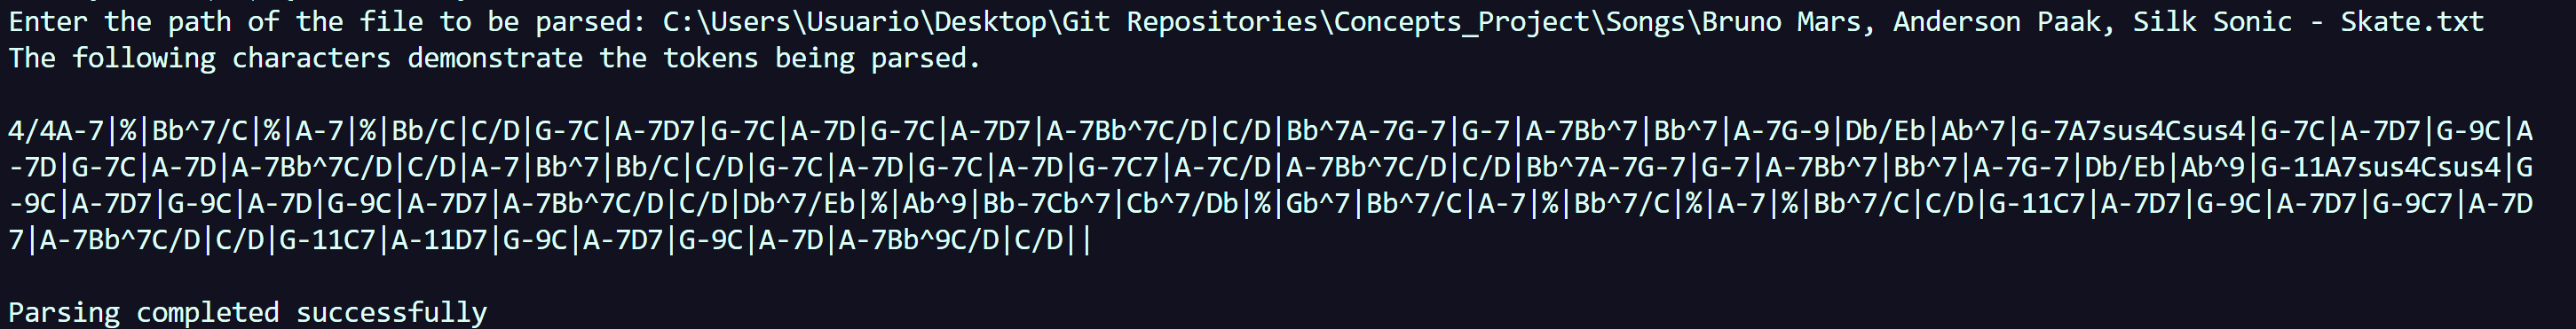 Enter the path of the file to be parsed: C:\Users\Usuario\Desktop\Git Repositories\Concepts_Project\Songs\Bruno Mars, Anderson Paak, Silk Sonic - Skate.txt
The following characters demonstrate the tokens being parsed.
4/4A-7|%|Bb^7/C|%|A-7|%|Bb/C|C/D|G-7C|A-7D7|G-7C|A-7D|G-7C|A-7D7|A-7Bb^7C/D|C/D|Bb^7A-7G-7|G-7|A-7Bb^7|Bb^7|A-7G-9|Db/Eb|Ab^7|G-7A7sus4Csus4|G-7C|A-7D7|G-9C|A
-7D|G-7C|A-7D|A-7Bb^7C/D|C/D|A-7|Bb^7|Bb/C|C/D|G-7C|A-7D|G-7C|A-7D|G-7C7|A-7C/D|A-7Bb^7C/D|C/D|Bb^7A-7G-7|G-7|A-7Bb^7|Bb^7|A-7G-7|Db/Eb|Ab^9|G-11A7sus4Csus4|G
-9C|A-7D7|G-9C|A-7D|G-9C|A-7D7|A-7Bb^7C/D|C/D|Db^7/Eb|%|Ab^9|Bb-7Cb^7|Cb^7/Db|%|Gb^7|Bb^7/C|A-7|%|Bb^7/C|%|A-7|%|Bb^7/C|C/D|G-11C7|A-7D7|G-9C|A-7D7|G-9C7|A-7D
7|A-7Bb^7C/D|C/D|G-11C7|A-11D7|G-9C|A-7D7|G-9C|A-7D|A-7Bb^9C/D|C/D||
Parsing completed successfully